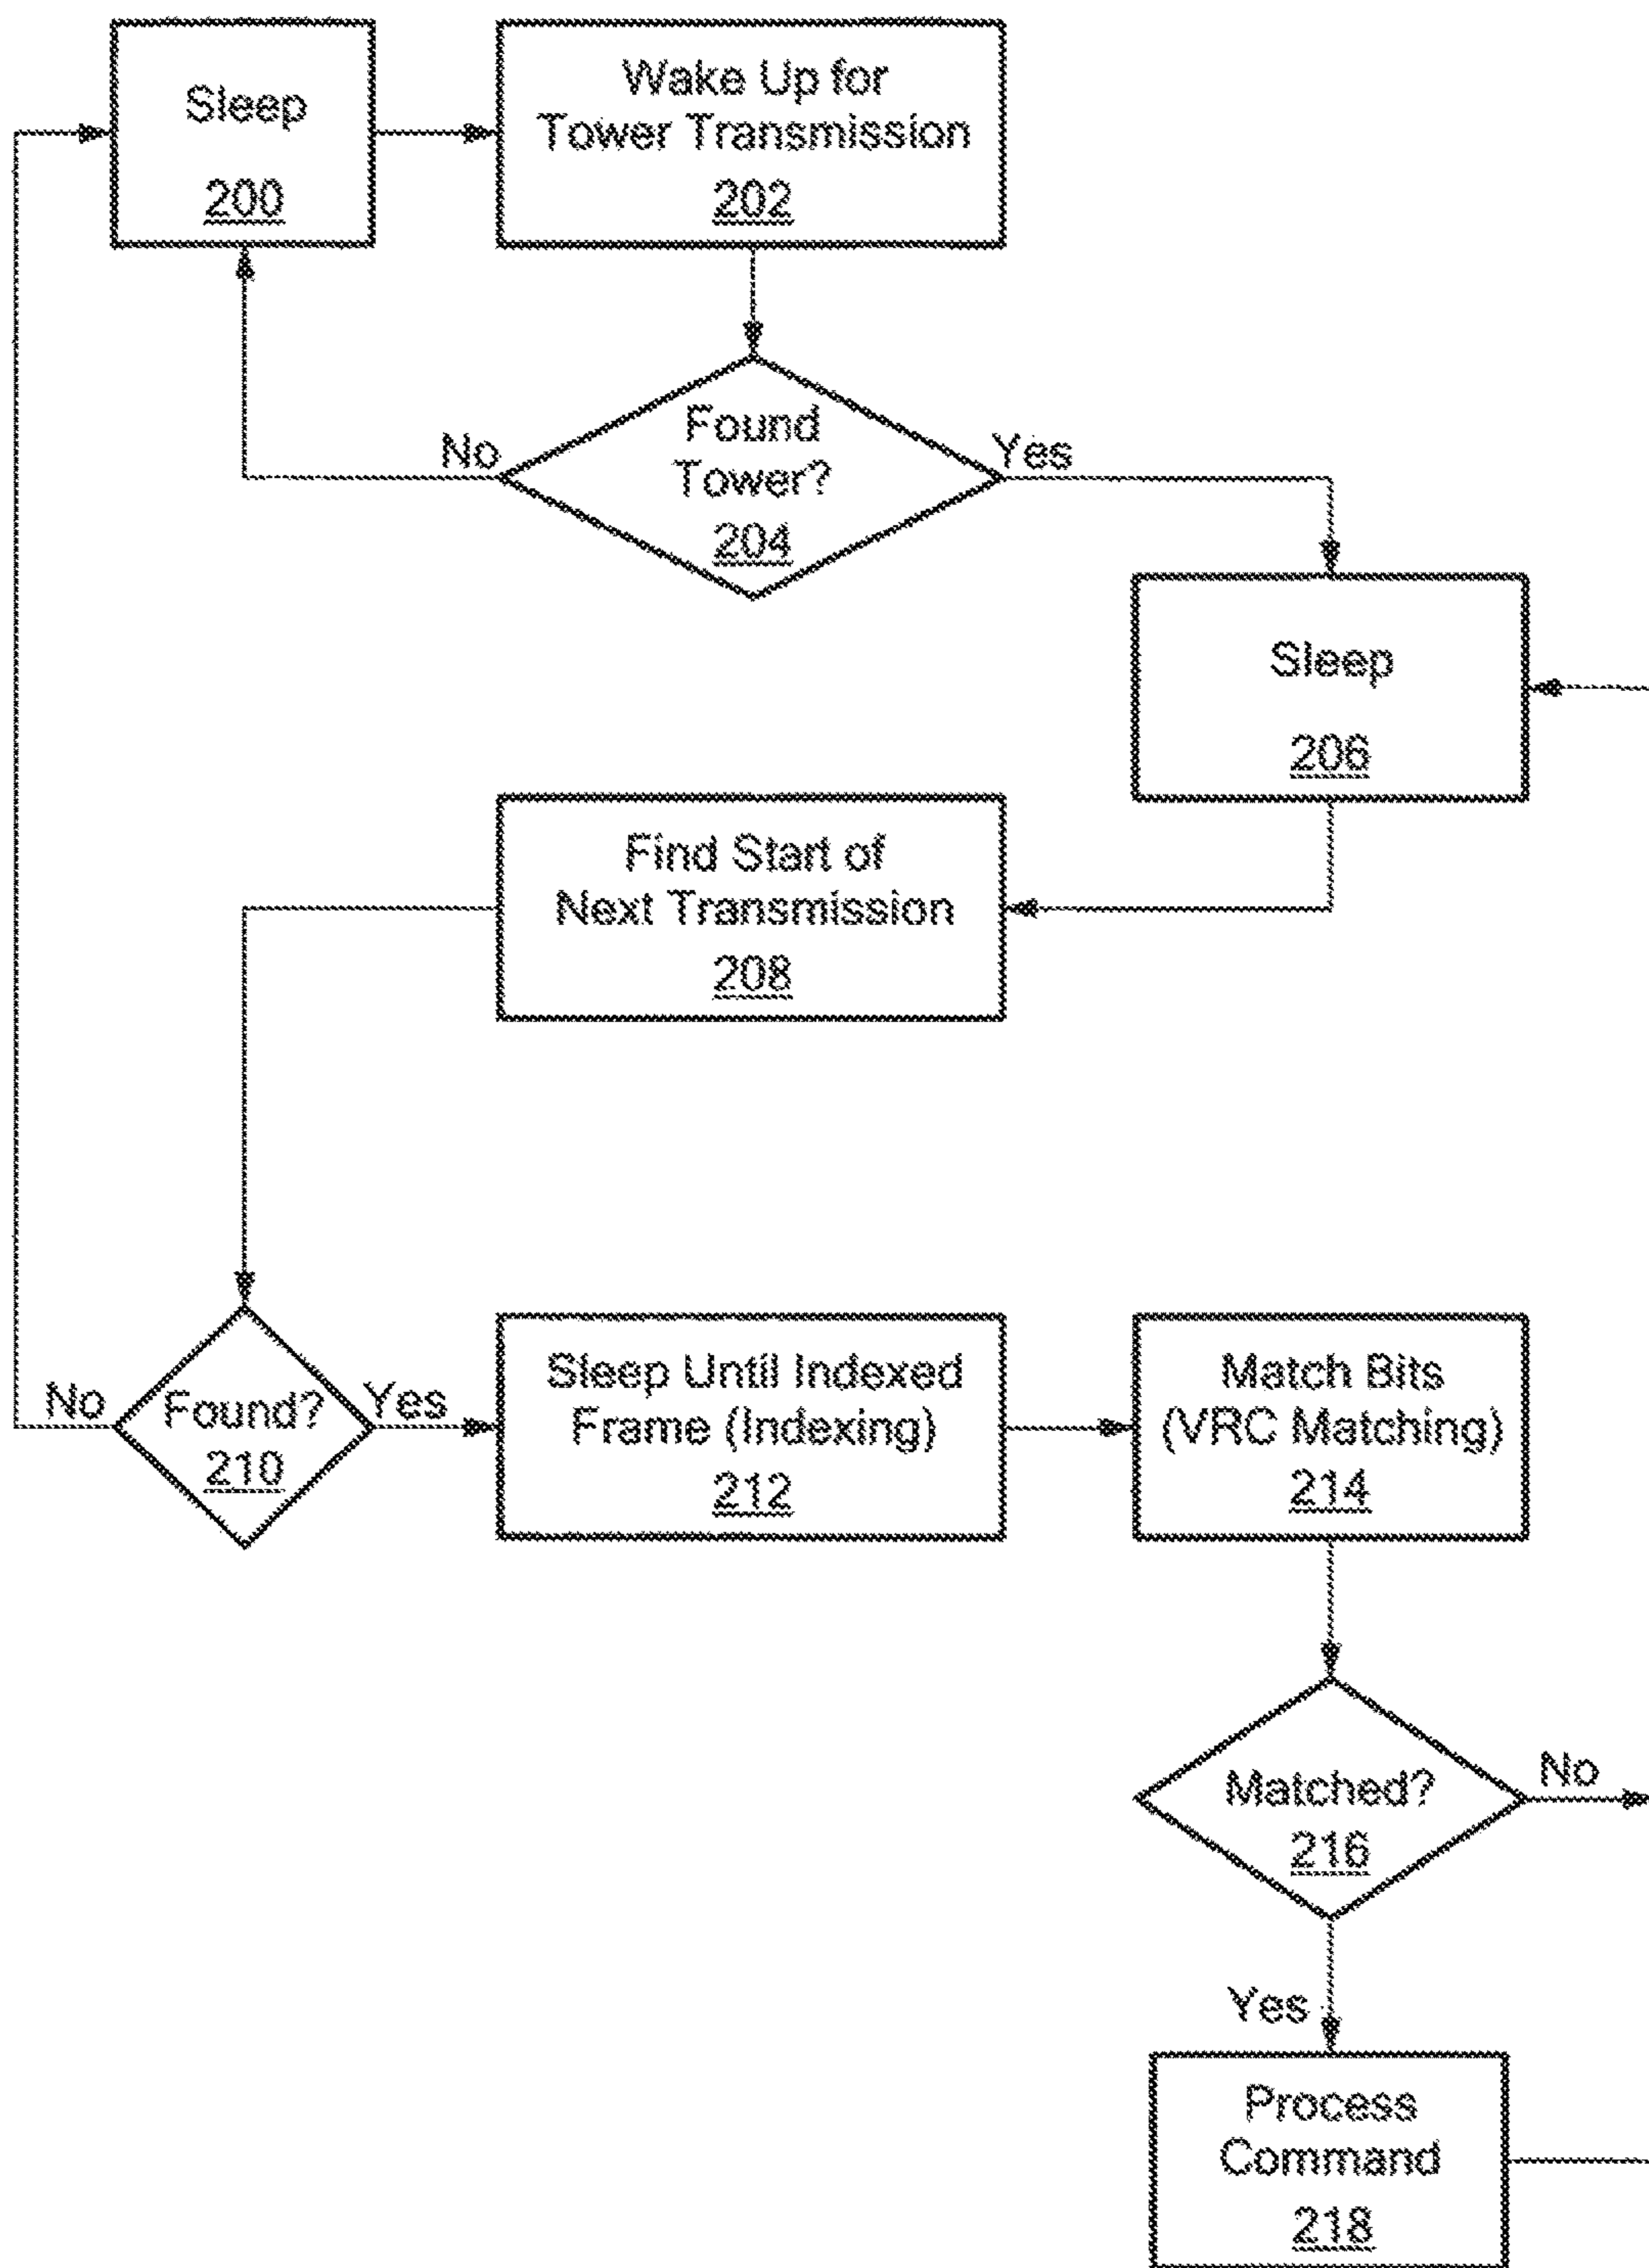 Sleep
200
Wake Up for
Tower Transmission
202
Found
Tower?
204
No
Yes
Sleep
206
Find Start of
Next Transmission
208
Found?
210
No
Yes
Sleep Until Indexed
Frame (Indexing)
212
Match Bits
(VRC Matching)
214
Matched?
216
No
Yes
Process
Command
218